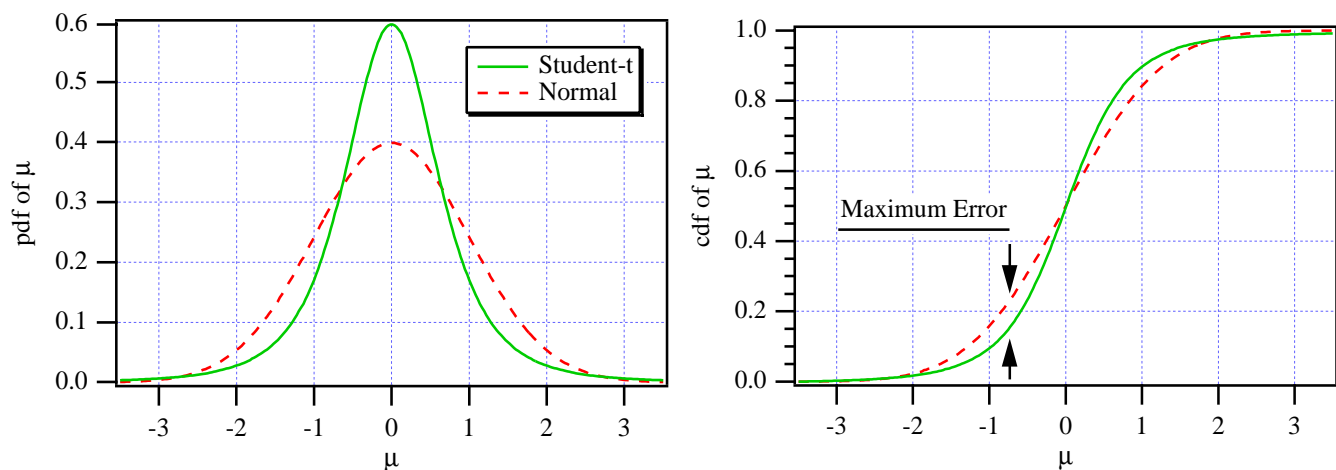 0.6
0.5
0.4
0.3
0.2
0.1
0.0
pdf of μ
Student-t
Normal
-3 -2 -1 0 1 2 3
μ
1.0
0.8
0.6
0.4
0.2
0.0
cdf of μ
Maximum Error
-3 -2 -1 0 1 2 3
μ